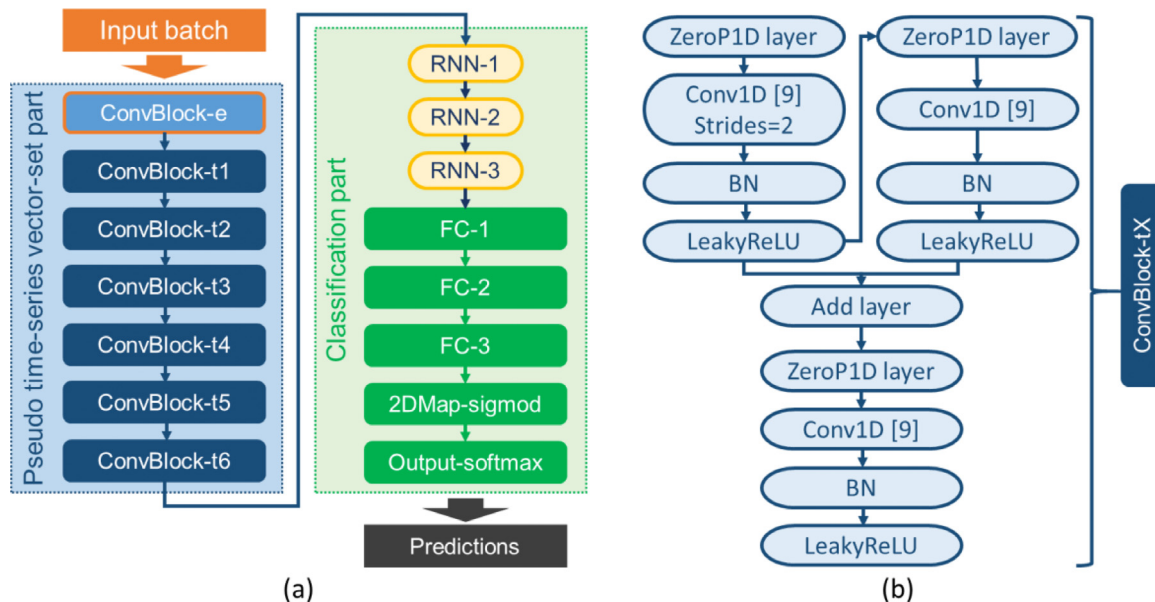 Input batch
Pseudo time-series vector-set part
ConvBlock-e
ConvBlock-t1
ConvBlock-t2
ConvBlock-t3
ConvBlock-t4
ConvBlock-t5
ConvBlock-t6
Classification part
RNN-1
RNN-2
RNN-3
FC-1
FC-2
FC-3
2DMap-sigmod
Output-softmax
Predictions
(a)
ZeroP1D layer
Conv1D [9]
Strides=2
BN
LeakyReLU
ZeroP1D layer
Conv1D [9]
BN
LeakyReLU
Add layer
ZeroP1D layer
Conv1D [9]
BN
LeakyReLU
ConvBlock-tX
(b)